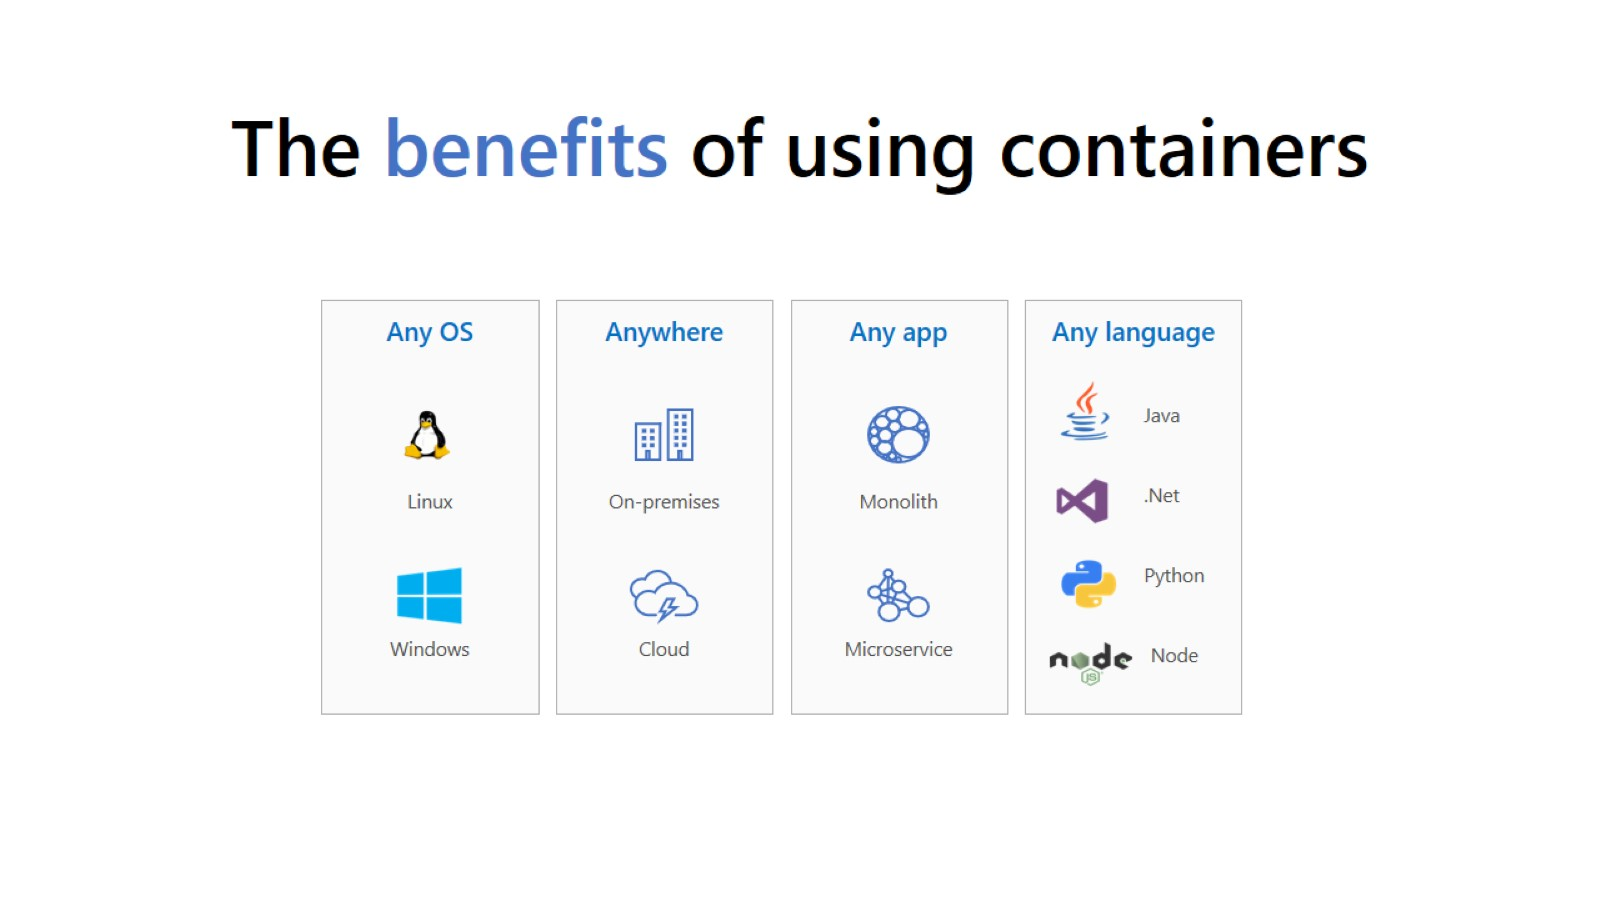 The benefits of using containers
Any OS
Linux
Windows
Anywhere
On-premises
Cloud
Any app
Monolith
Microservice
Any language
Java
.Net
Python
node
JS
Node